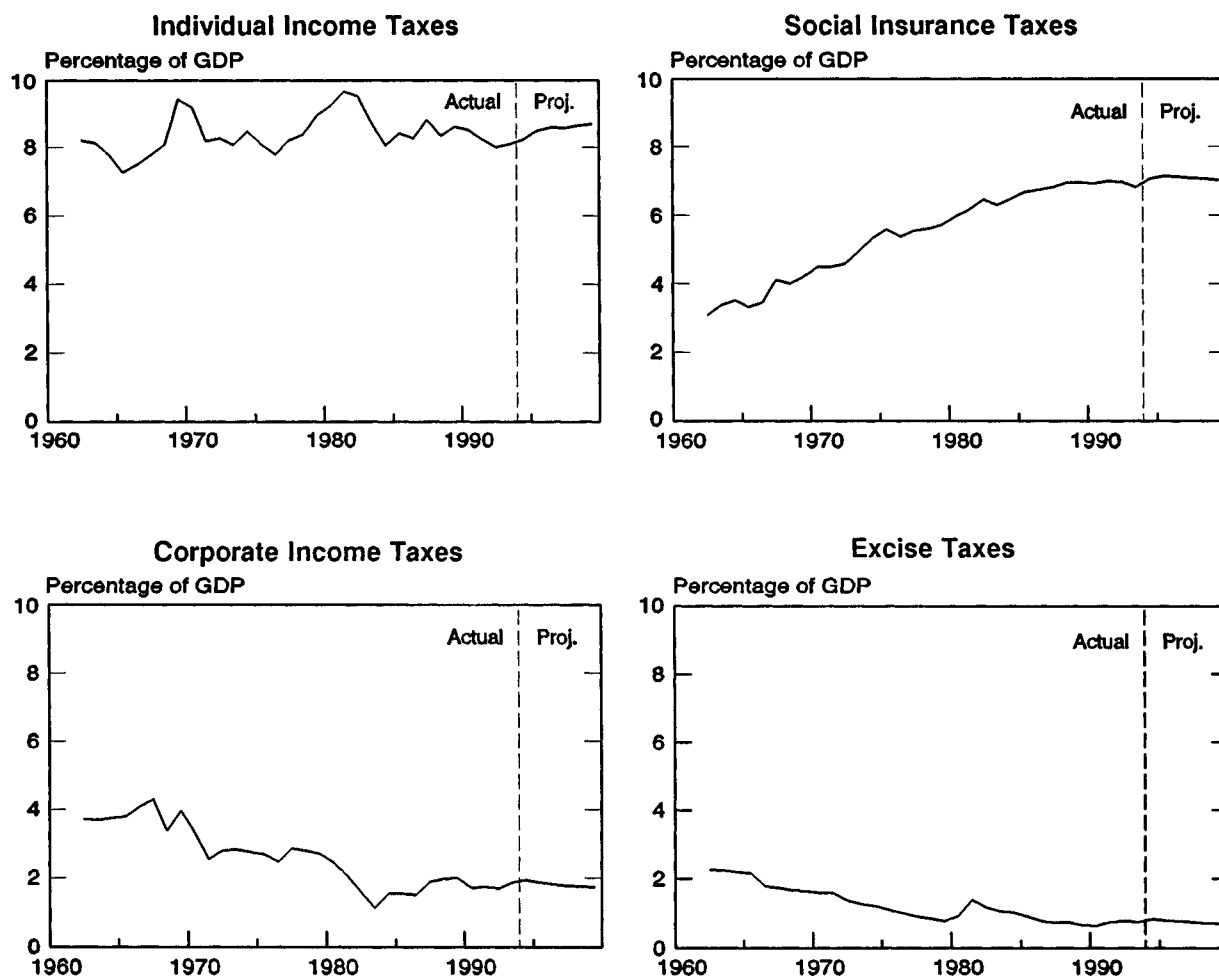 Individual Income Taxes
Percentage of GDP
10
8
6
4
2
0
Actual Proj.
1960 1970 1980 1990
Social Insurance Taxes
Percentage of GDP
10
8
6
4
2
0
Actual Proj.
1960 1970 1980 1990
Corporate Income Taxes
Percentage of GDP
10
8
6
4
2
0
Actual Proj.
1960 1970 1980 1990
Excise Taxes
Percentage of GDP
10
8
6
4
2
0
Actual Proj.
1960 1970 1980 1990